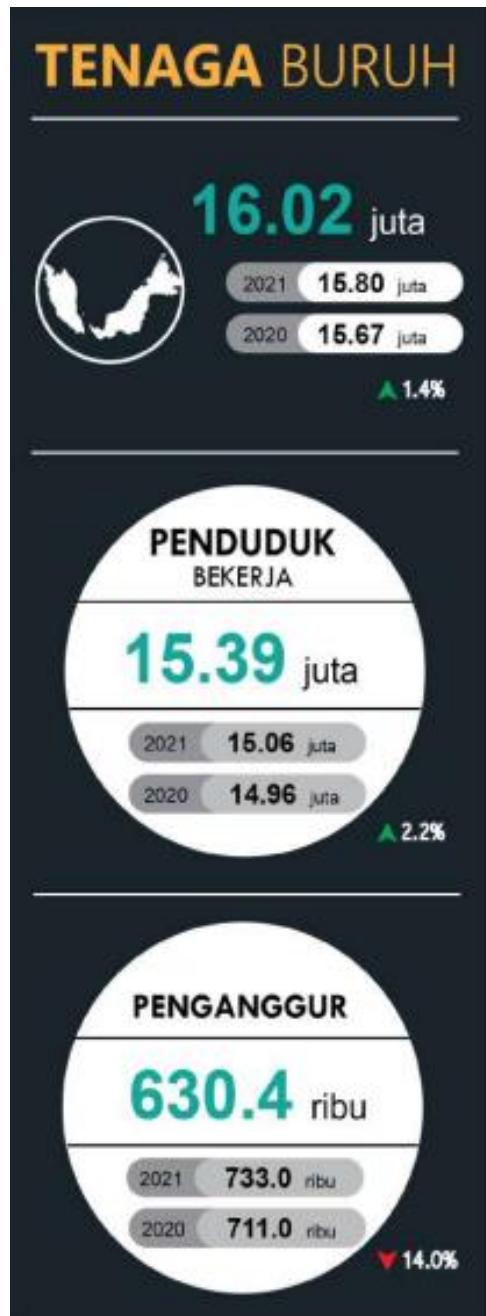 TENAGA BURUH
16.02 juta
2021 15.80 juta
2020 15.67 juta
1.4%
PENDUDUK
BEKERJA
15.39 juta
2021 15.06 juta
2020 14.96 juta
2.2%
PENGANGGUR
630.4 ribu
2021 733.0 ribu
2020 711.0 ribu
14.0%